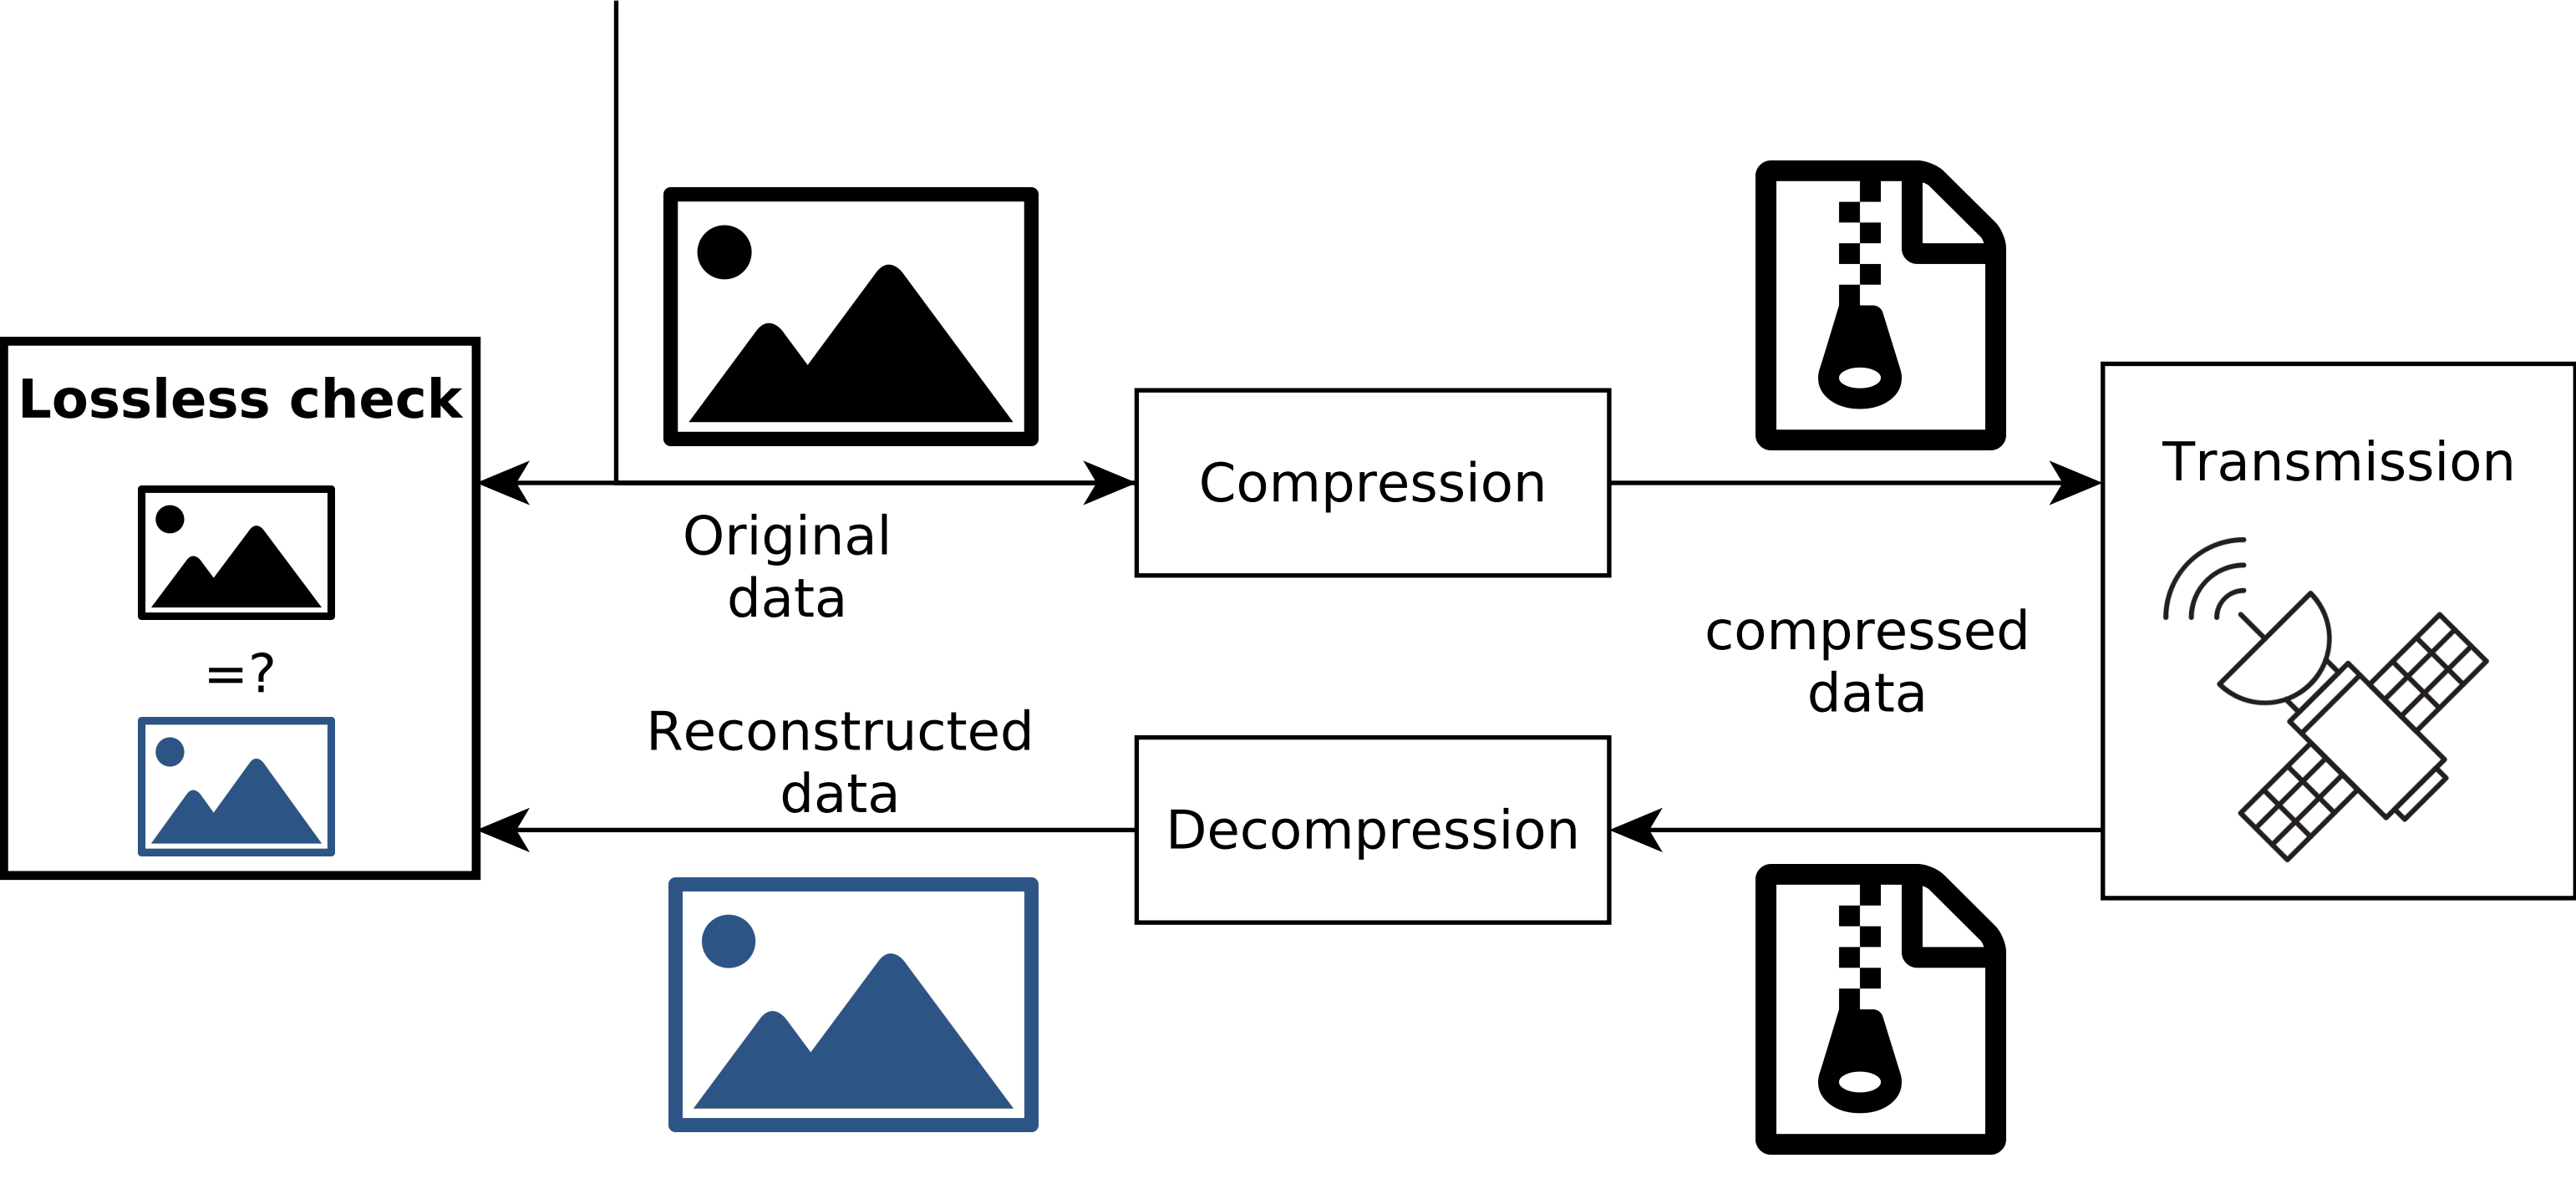 Lossless check
=?
Original
data
Compression
Transmission
compressed
data
Reconstructed
data
Decompression